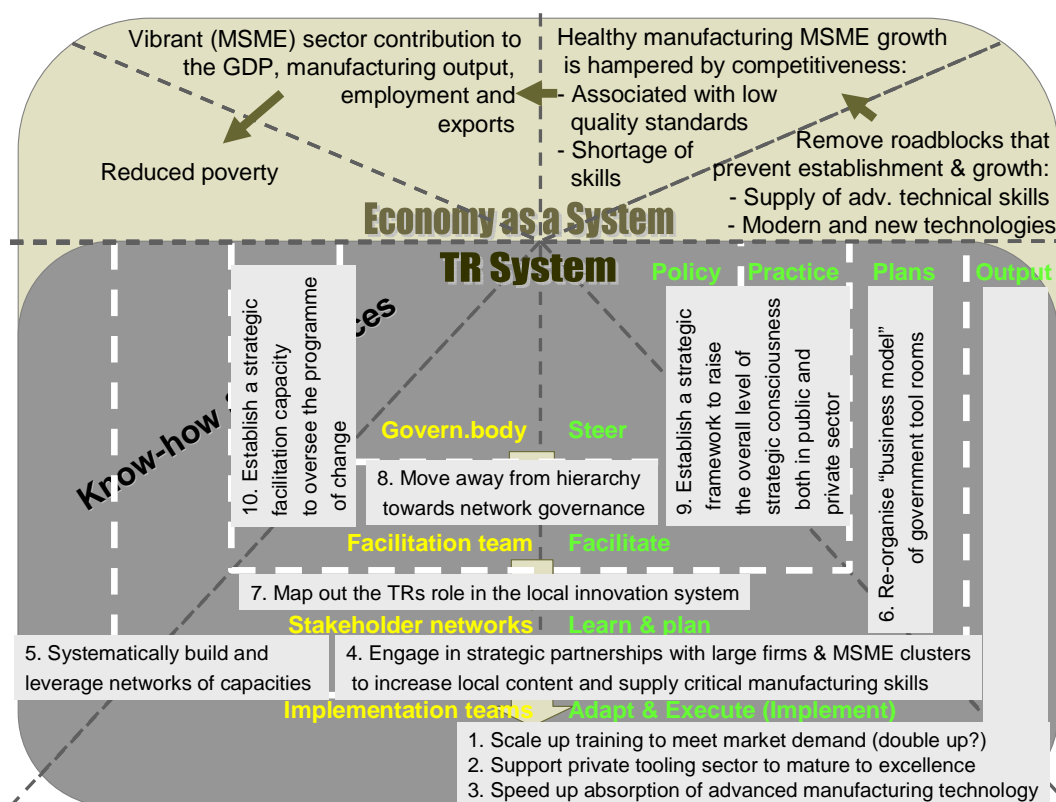 Vibrant (MSME) sector contribution to
the GDP, manufacturing output,
employment and
exports
Healthy manufacturing MSME growth
is hampered by competitiveness:
- Associated with low
quality standards
- Shortage of
skills
Reduced poverty
Remove roadblocks that
prevent establishment & growth:
- Supply of adv. technical skills
- Modern and new technologies
Economy as a System
TR System
Policy
Practice
Plans
Output
Know-how
ces
10. Establish a strategic
facilitation capacity
to oversee the programme
of change
9. Establish a strategic
framework to raise
the overall level of
strategic consciousness
both in public and
private sector
6. Re-organise “business model”
of government tool rooms
Govern.body
Steer
8. Move away from hierarchy
towards network governance
Facilitation team
Facilitate
7. Map out the TRs role in the local innovation system
Stakeholder networks
Learn & plan
5. Systematically build and
leverage networks of capacities
4. Engage in strategic partnerships with large firms & MSME clusters
to increase local content and supply critical manufacturing skills
Implementation teams
Adapt & Execute (Implement)
1. Scale up training to meet market demand (double up?)
2. Support private tooling sector to mature to excellence
3. Speed up absorption of advanced manufacturing technology